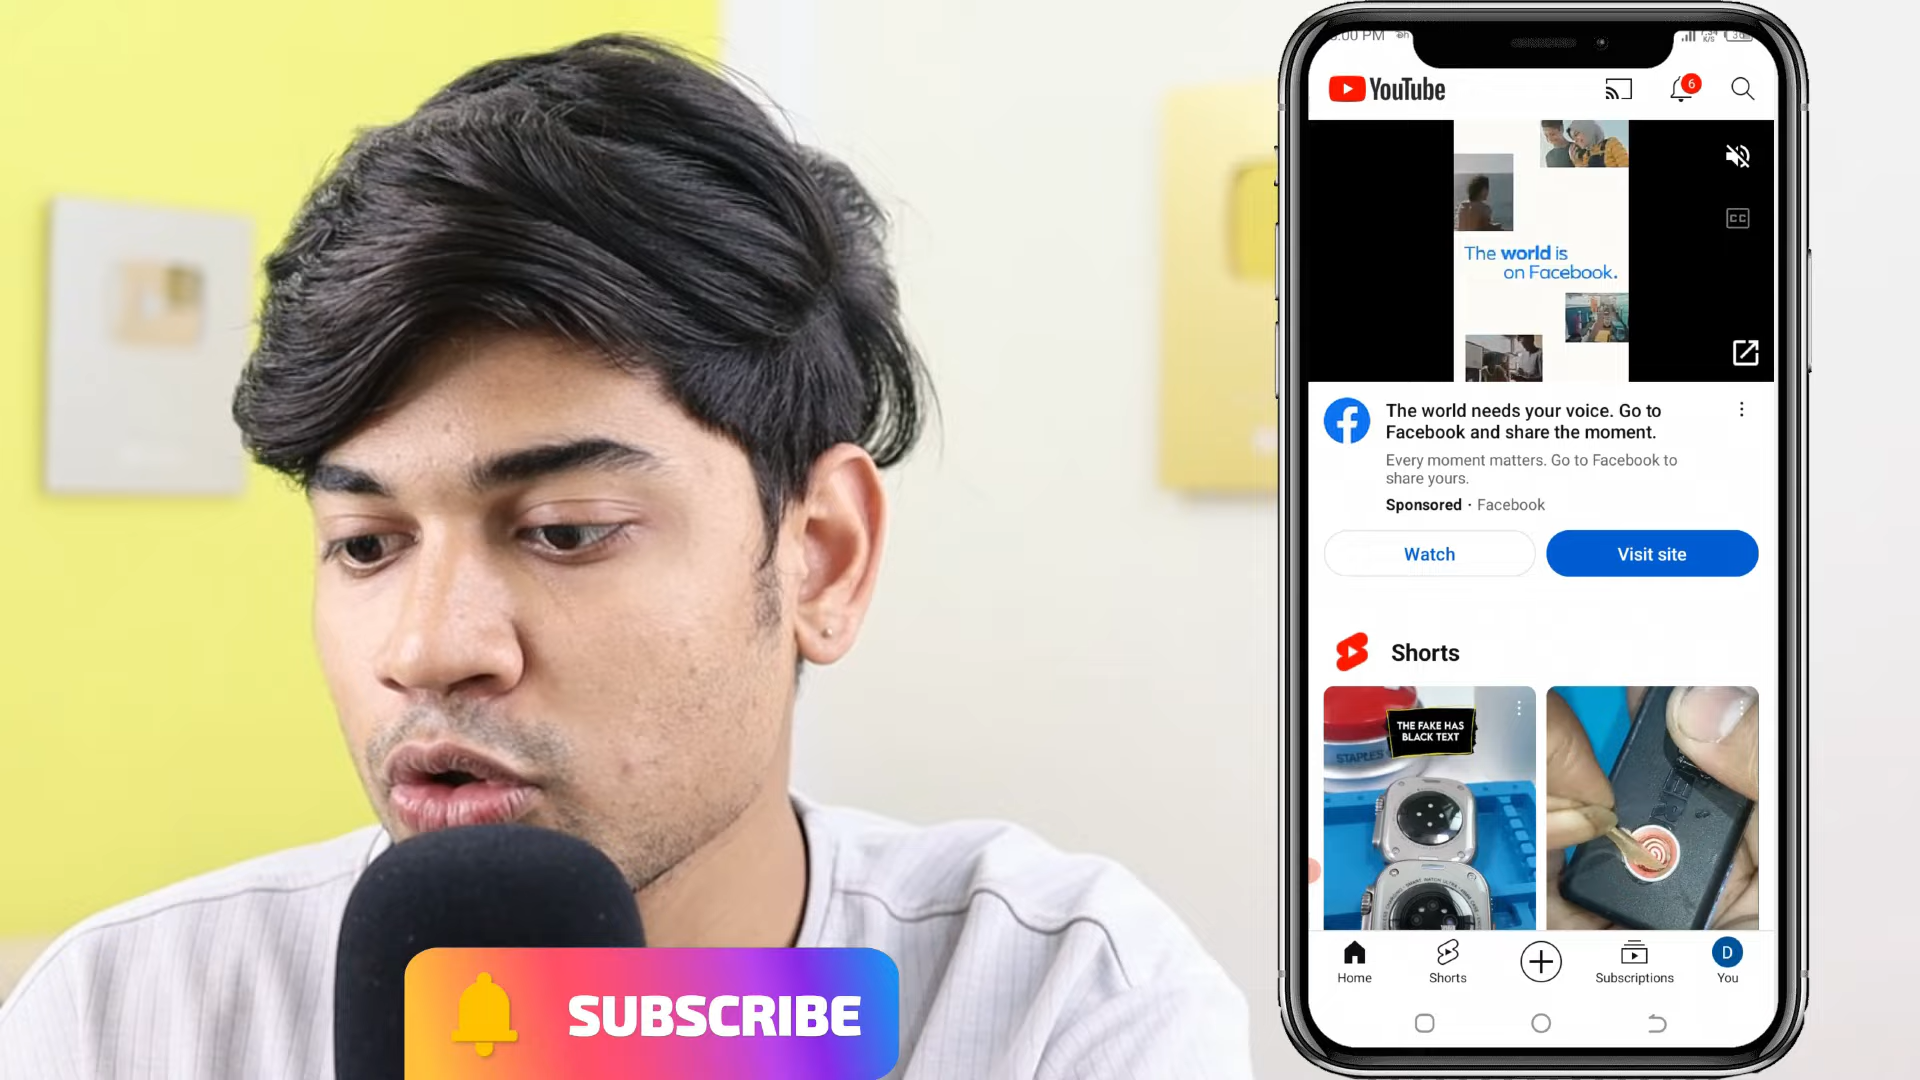 YouTube
6
The world is
on Facebook.
CC
The world needs your voice. Go to
Facebook and share the moment.
Every moment matters. Go to Facebook to
share yours.
Sponsored · Facebook
Watch
Visit site
Shorts
THE FAKE HAS
BLACK TEXT
STAPLES
Home
Shorts
Subscriptions
D
You
SUBSCRIBE